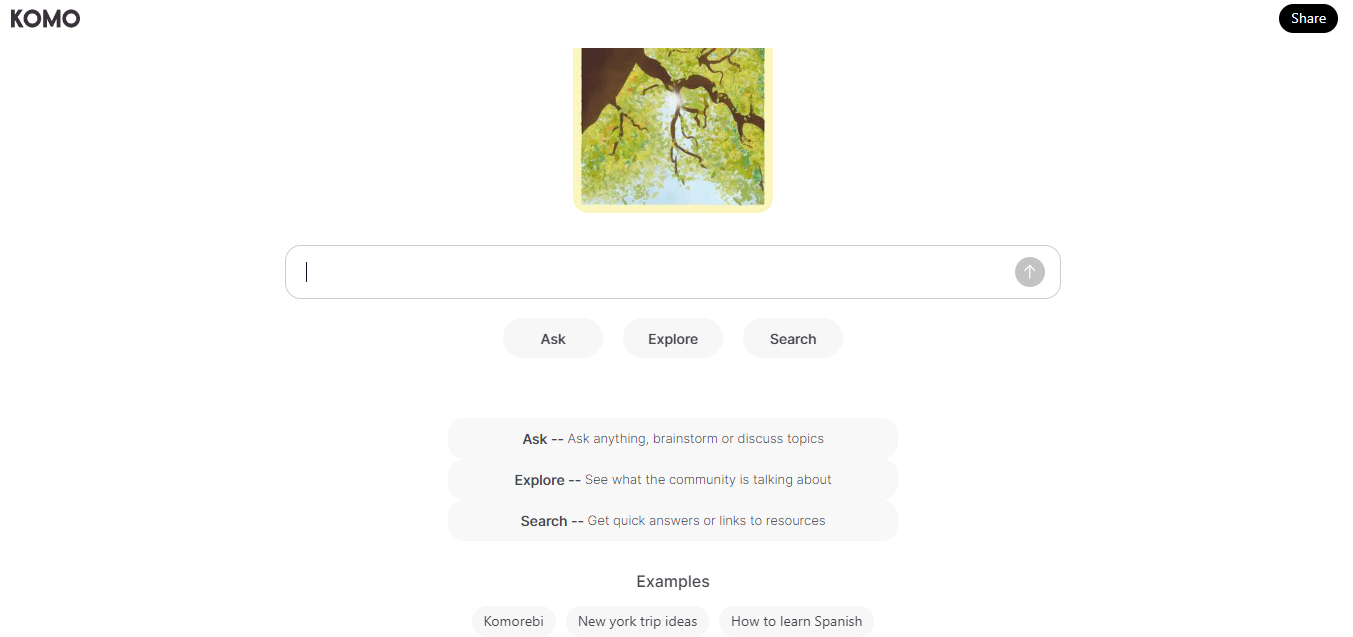 KOMO
Share
Ask
Explore
Search
Ask -- Ask anything, brainstorm or discuss topics
Explore -- See what the community is talking about
Search -- Get quick answers or links to resources
Examples
Komorebi
New york trip ideas
How to learn Spanish